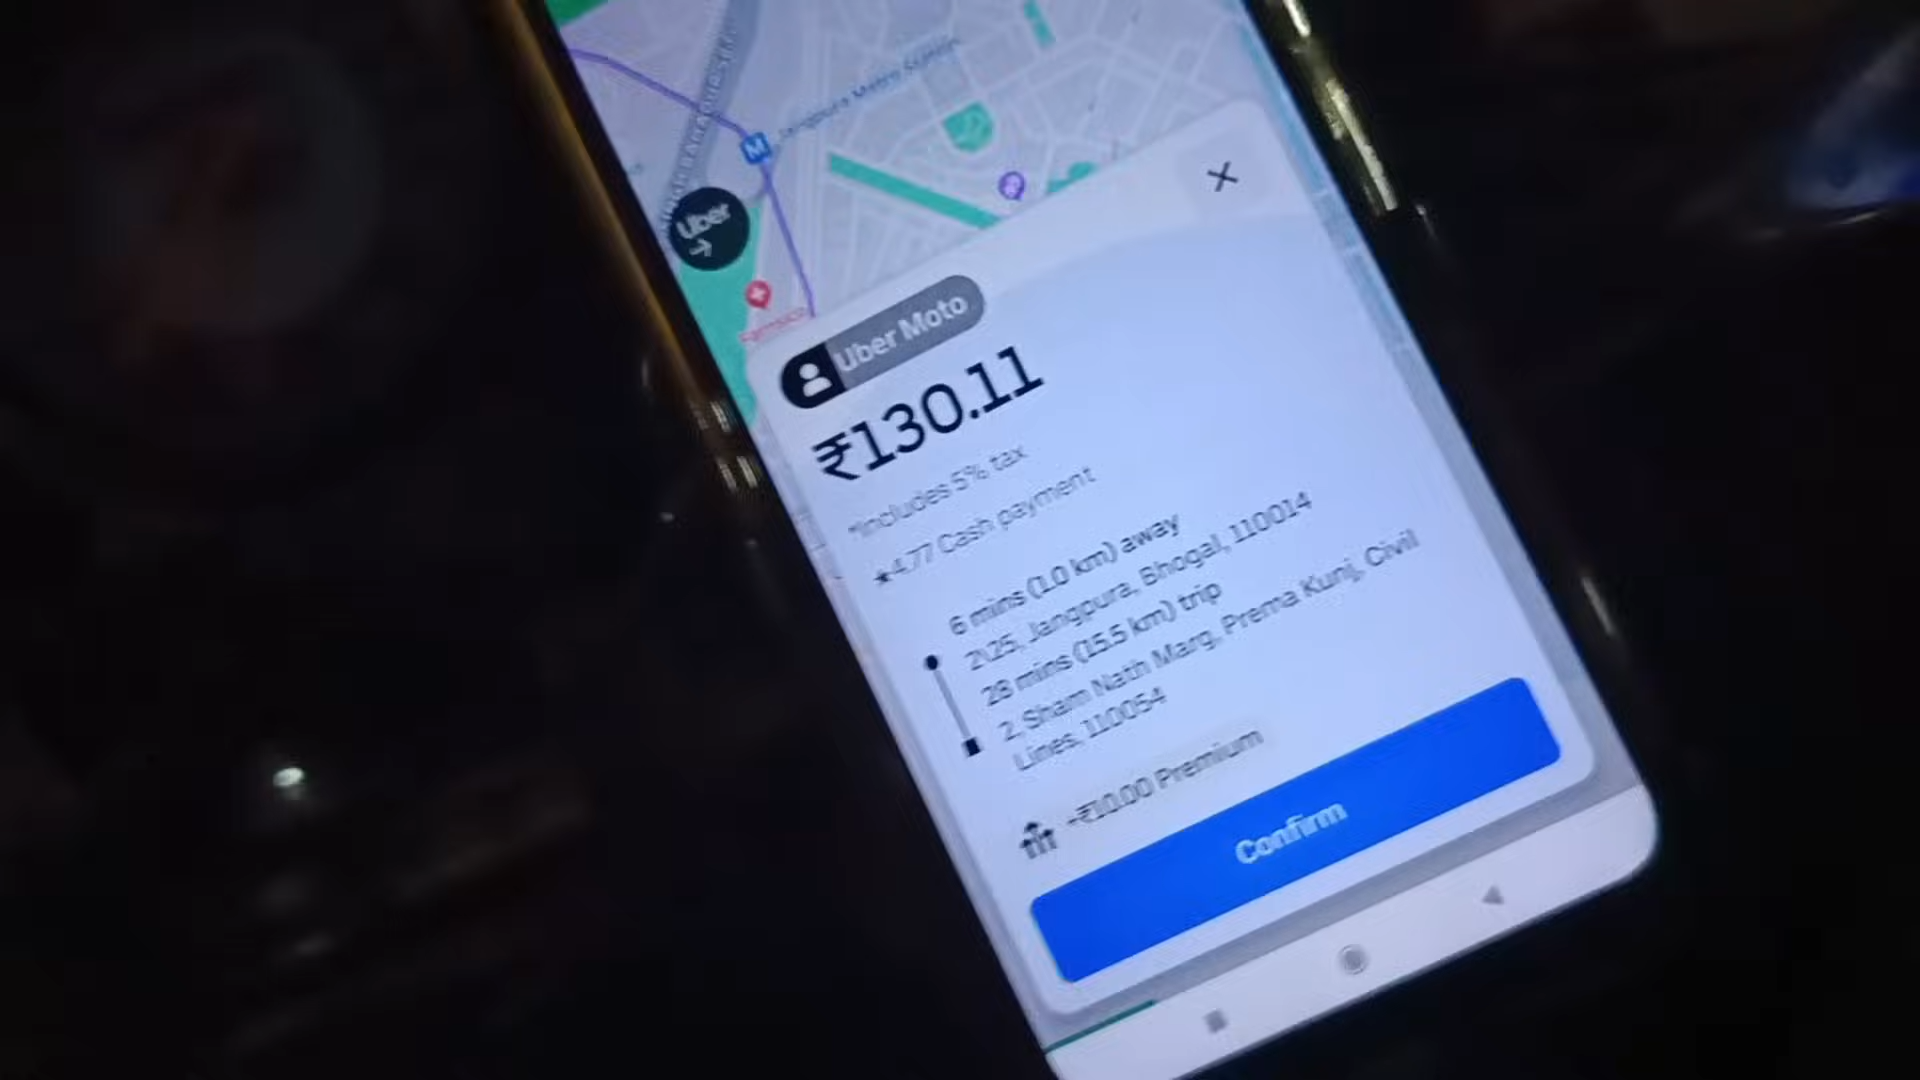 Jangpura Metro Station
M
Uber
Uber Moto
₹130.11
*Includes 5% tax
★4.77 Cash payment
6 mins (1.0 km) away
2\25, Jangpura, Bhogal, 110014
28 mins (15.5 km) trip
2, Sham Nath Marg, Prema Kunj, Civil
Lines, 110054
+₹10.00 Premium
Confirm